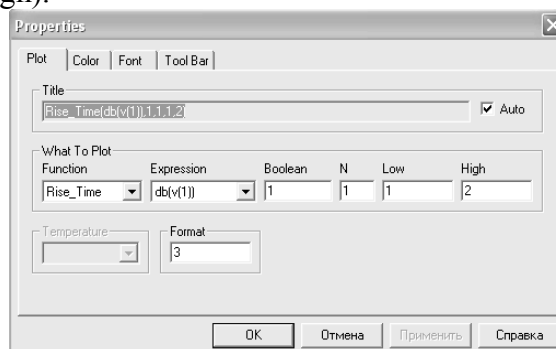 gn).
Properties
Plot Color Font Tool Bar
Title
Rise_Time(db(v(1)),1,1,1,2)
Auto
What To Plot
Function Expression Boolean N Low High
Rise_Time db(v(1)) 1 1 1 2
Temperature Format
3
OK Отмена Применить Справка